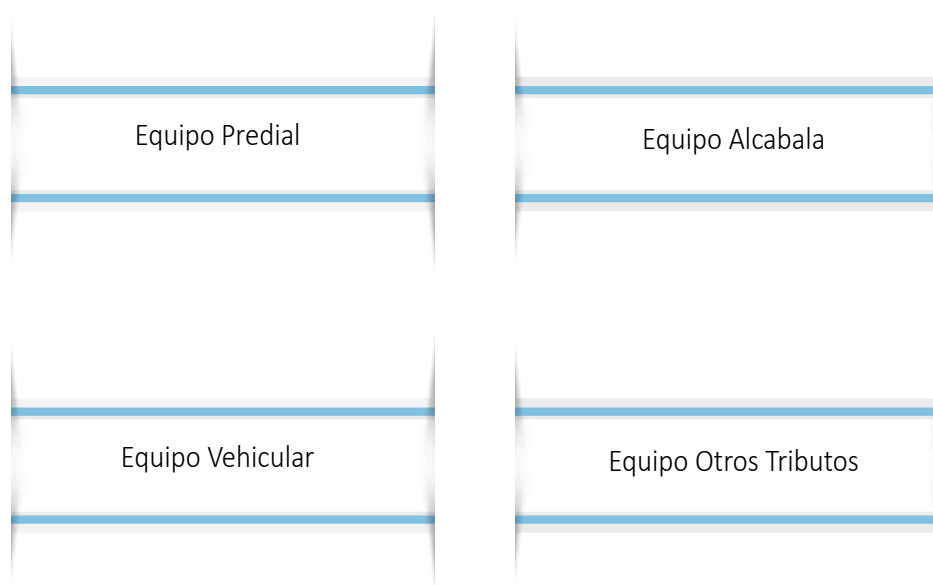 Equipo Predial
Equipo Alcabala
Equipo Vehicular
Equipo Otros Tributos